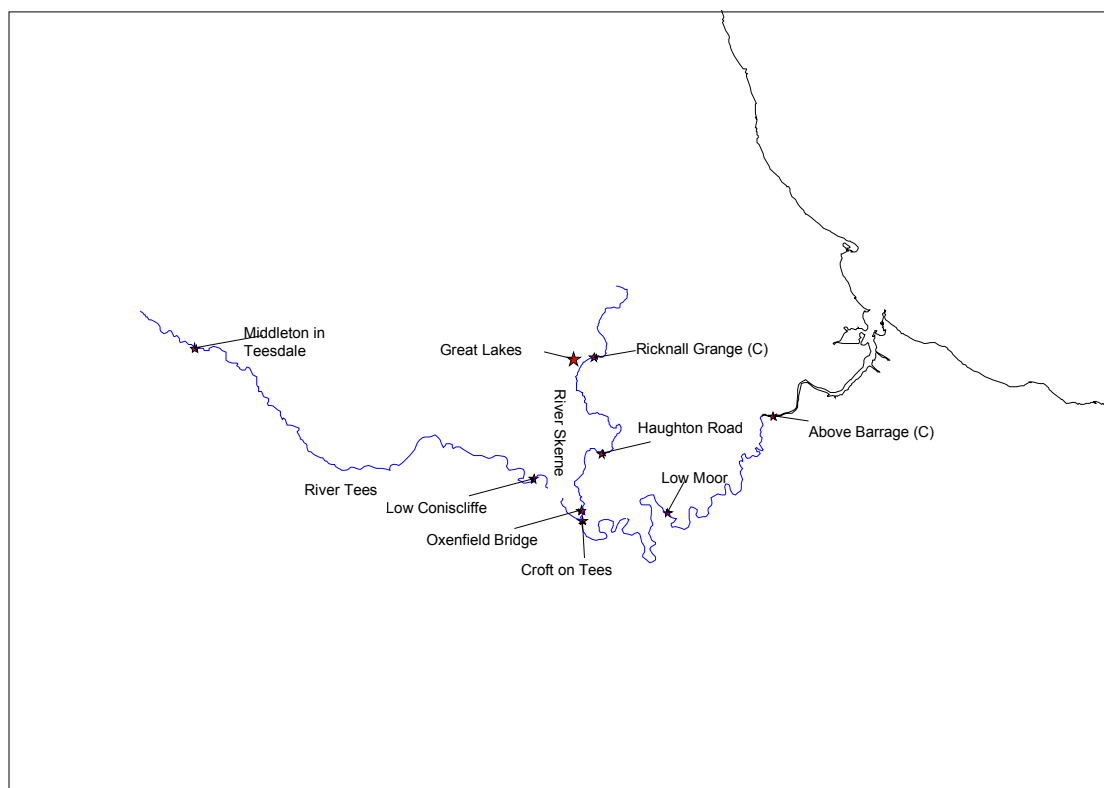 Middleton in
Teesdale
Great Lakes
Ricknall Grange (C)
River Skerne
Haughton Road
Above Barrage (C)
River Tees
Low Coniscliffe
Low Moor
Oxenfield Bridge
Croft on Tees